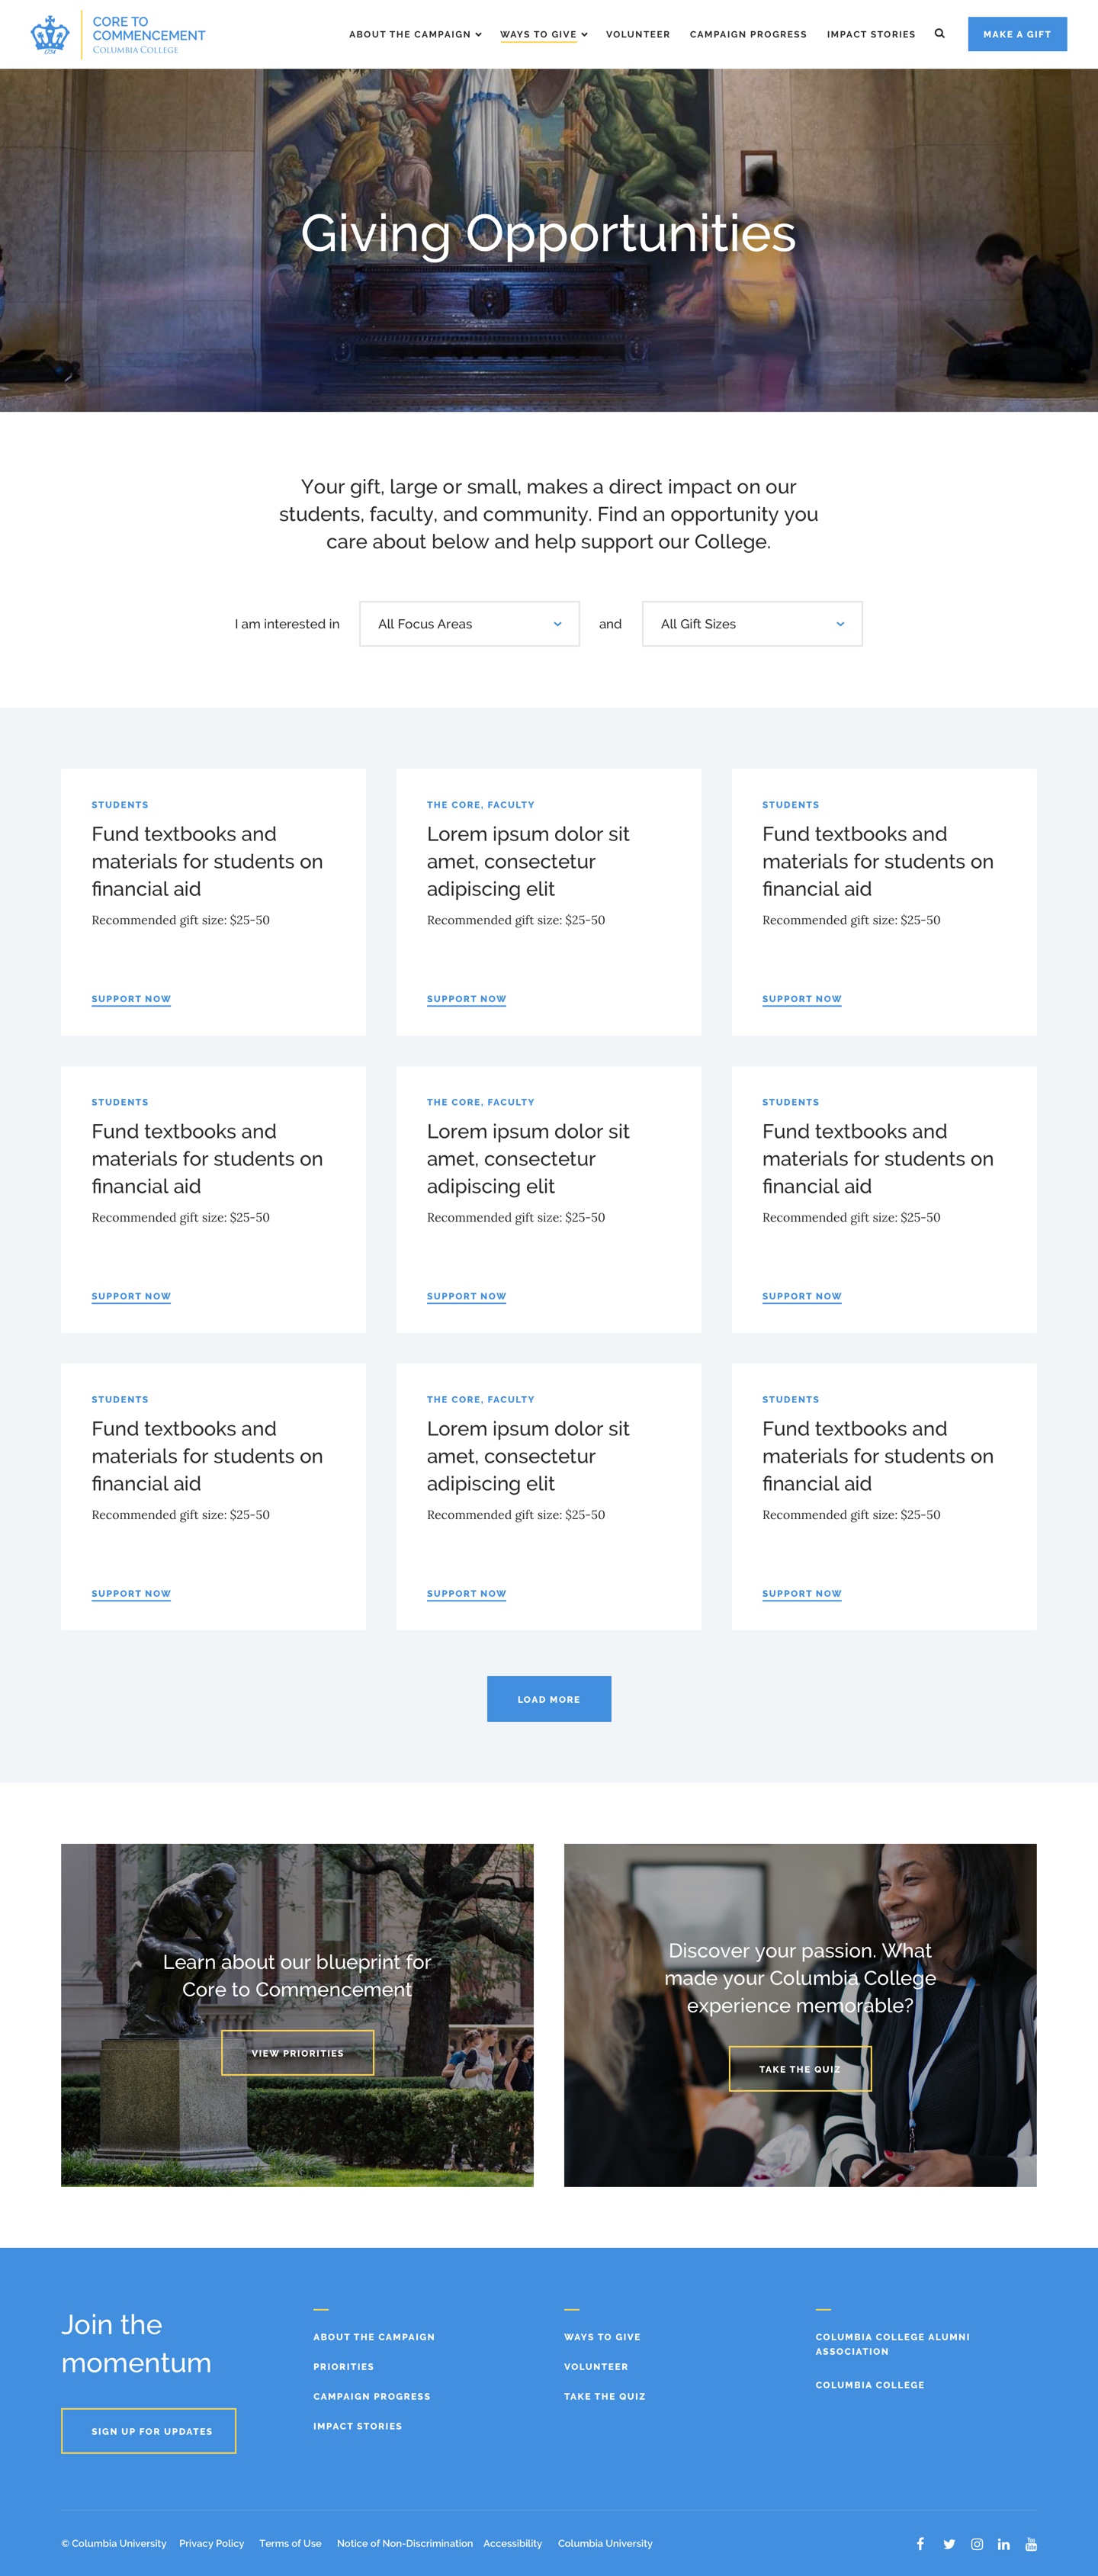 CORE TO
COMMENCEMENT
COLUMBIA COLLEGE
1754
ABOUT THE CAMPAIGN
WAYS TO GIVE
VOLUNTEER
CAMPAIGN PROGRESS
IMPACT STORIES
MAKE A GIFT
Giving Opportunities
Your gift, large or small, makes a direct impact on our
students, faculty, and community. Find an opportunity you
care about below and help support our College.
I am interested in
All Focus Areas
and
All Gift Sizes
STUDENTS
Fund textbooks and
materials for students on
financial aid
Recommended gift size: $25-50
SUPPORT NOW
THE CORE, FACULTY
Lorem ipsum dolor sit
amet, consectetur
adipiscing elit
Recommended gift size: $25-50
SUPPORT NOW
STUDENTS
Fund textbooks and
materials for students on
financial aid
Recommended gift size: $25-50
SUPPORT NOW
STUDENTS
Fund textbooks and
materials for students on
financial aid
Recommended gift size: $25-50
SUPPORT NOW
THE CORE, FACULTY
Lorem ipsum dolor sit
amet, consectetur
adipiscing elit
Recommended gift size: $25-50
SUPPORT NOW
STUDENTS
Fund textbooks and
materials for students on
financial aid
Recommended gift size: $25-50
SUPPORT NOW
STUDENTS
Fund textbooks and
materials for students on
financial aid
Recommended gift size: $25-50
SUPPORT NOW
THE CORE, FACULTY
Lorem ipsum dolor sit
amet, consectetur
adipiscing elit
Recommended gift size: $25-50
SUPPORT NOW
STUDENTS
Fund textbooks and
materials for students on
financial aid
Recommended gift size: $25-50
SUPPORT NOW
LOAD MORE
Learn about our blueprint for
Core to Commencement
VIEW PRIORITIES
Discover your passion. What
made your Columbia College
experience memorable?
TAKE THE QUIZ
Join the
momentum
SIGN UP FOR UPDATES
ABOUT THE CAMPAIGN
PRIORITIES
CAMPAIGN PROGRESS
IMPACT STORIES
WAYS TO GIVE
VOLUNTEER
TAKE THE QUIZ
COLUMBIA COLLEGE ALUMNI
ASSOCIATION
COLUMBIA COLLEGE
© Columbia University
Privacy Policy
Terms of Use
Notice of Non-Discrimination
Accessibility
Columbia University